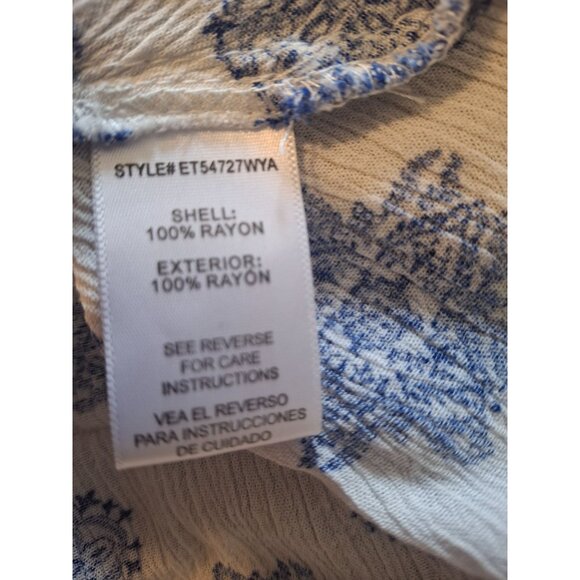 STYLE# ET54727WYA
SHELL:
100% RAYON
EXTERIOR:
100% RAYÓN
SEE REVERSE
FOR CARE
INSTRUCTIONS
VEA EL REVERSO
PARA INSTRUCCIONES
DE CUIDADO